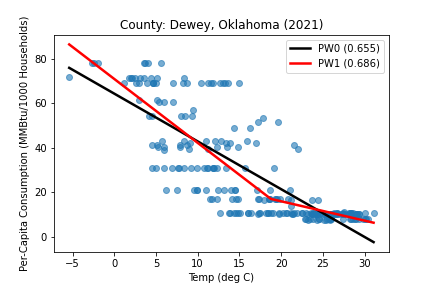 County: Dewey, Oklahoma (2021)
PW0 (0.655)
PW1 (0.686)
Per-Capita Consumption (MMBtu/1000 Households)
80
60
40
20
0
−5
0
5
10
15
20
25
30
Temp (deg C)